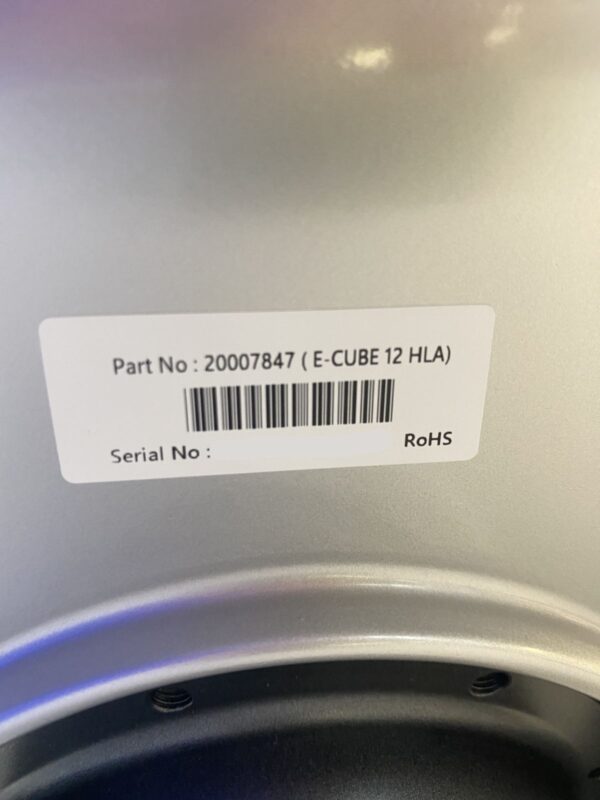 Part No : 20007847 ( E-CUBE 12 HLA)
Serial No :
RoHS